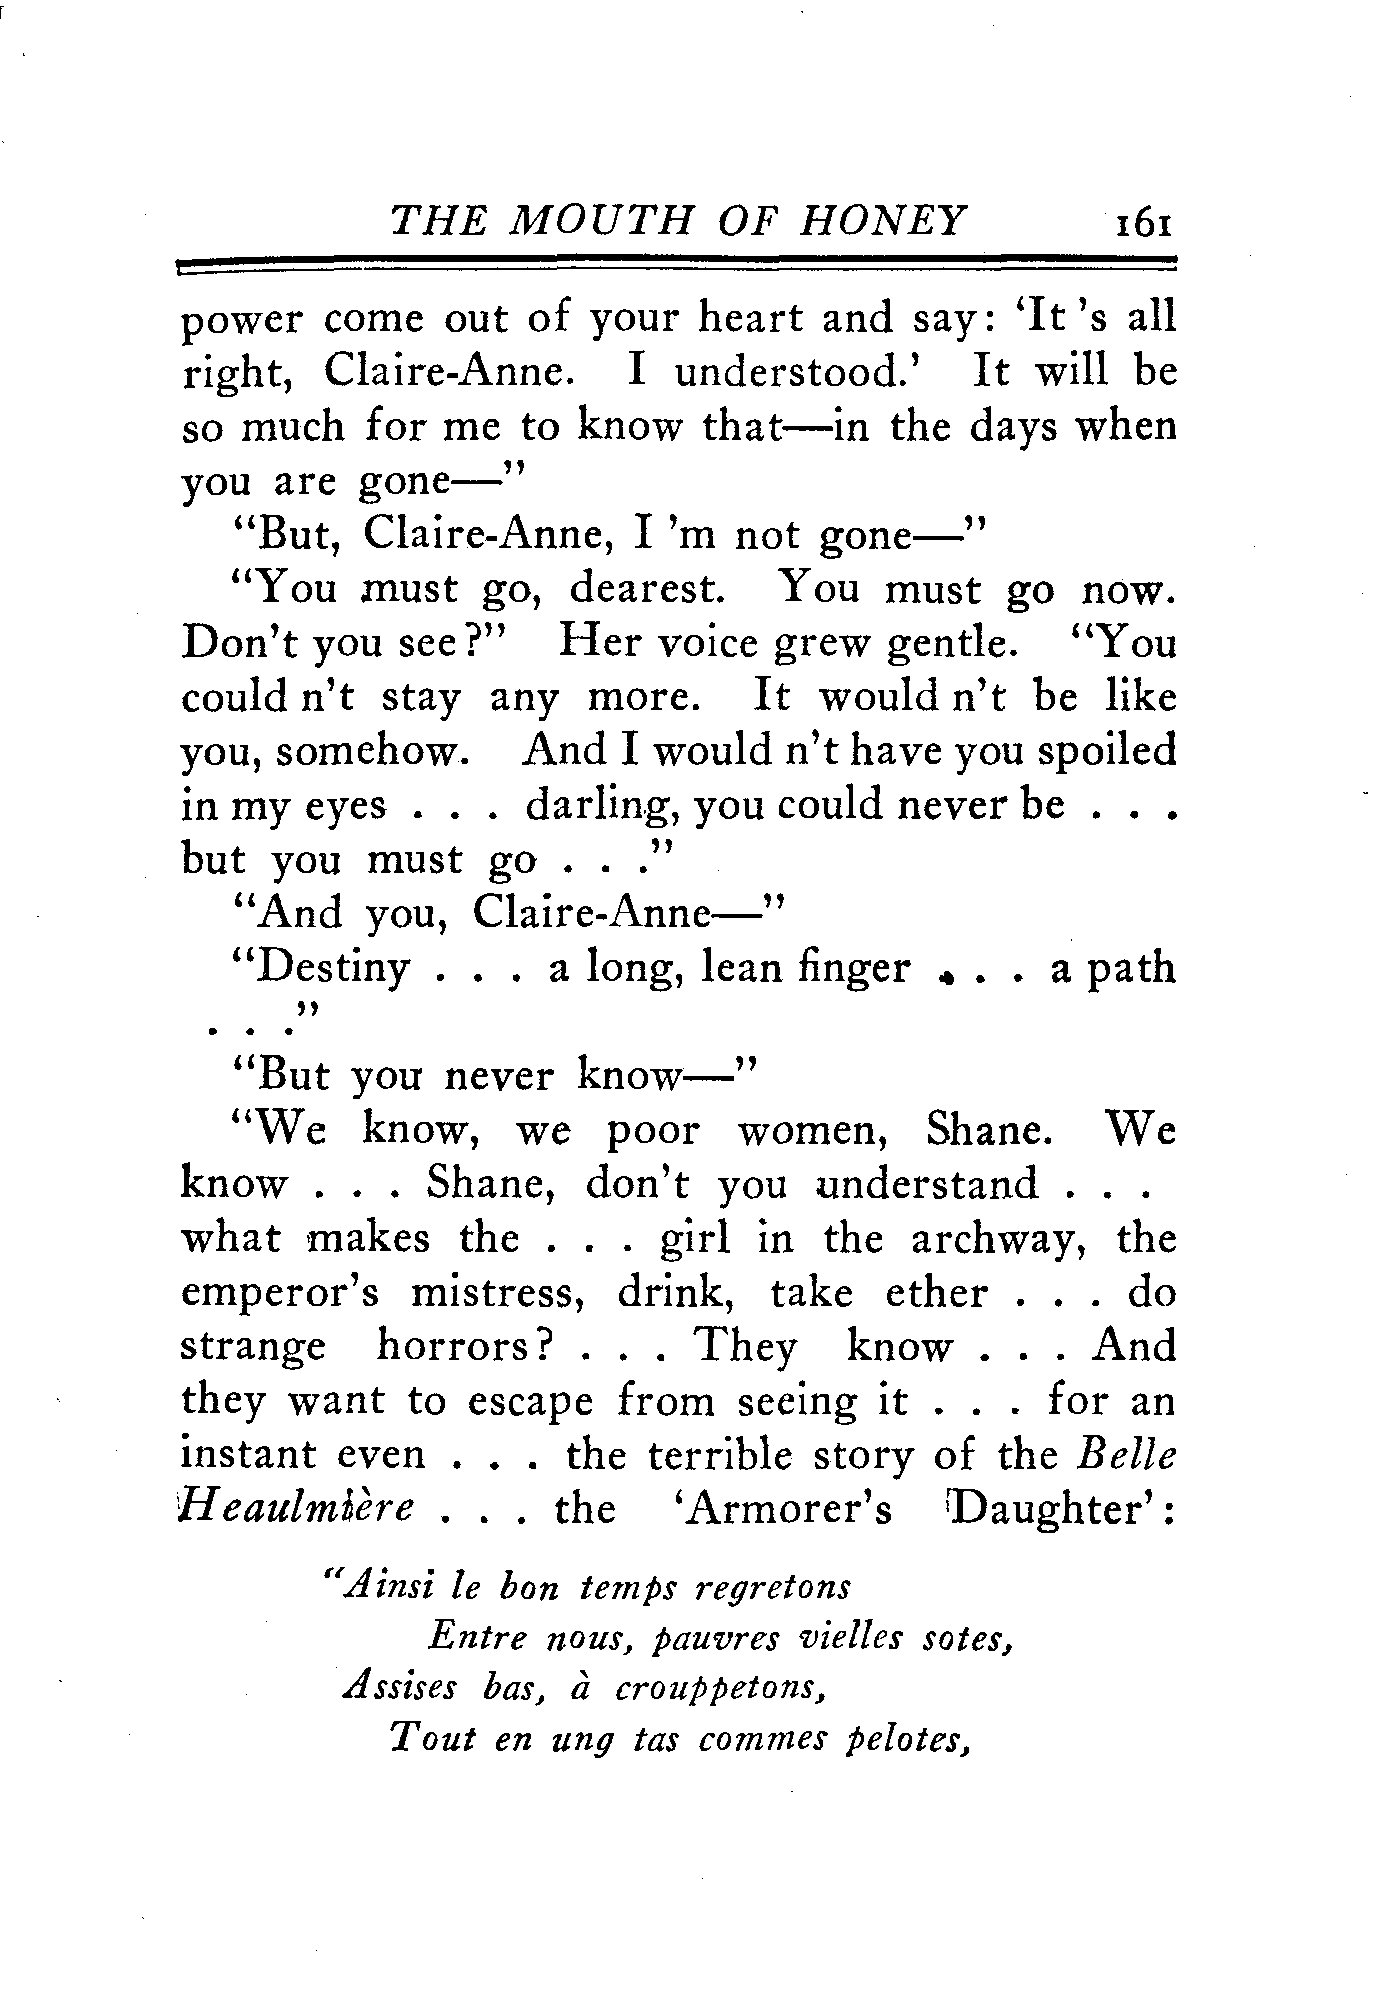 THE MOUTH OF HONEY 161
power come out of your heart and say: 'It 's all
right, Claire-Anne. I understood.' It will be
so much for me to know that—in the days when
you are gone—"
"But, Claire-Anne, I 'm not gone—"
"You must go, dearest. You must go now.
Don't you see?" Her voice grew gentle. "You
could n't stay any more. It would n't be like
you, somehow. And I would n't have you spoiled
in my eyes . . . darling, you could never be . . .
but you must go . . ."
"And you, Claire-Anne—"
"Destiny . . . a long, lean finger . . . a path
. . ."
"But you never know—"
"We know, we poor women, Shane. We
know . . . Shane, don't you understand . . .
what makes the . . . girl in the archway, the
emperor's mistress, drink, take ether . . . do
strange horrors? . . . They know . . . And
they want to escape from seeing it . . . for an
instant even . . . the terrible story of the Belle
Heaulmière . . . the 'Armorer's Daughter':
"Ainsi le bon temps regretons
Entre nous, pauvres vielles sotes,
Assises bas, à crouppetons,
Tout en ung tas commes pelotes,